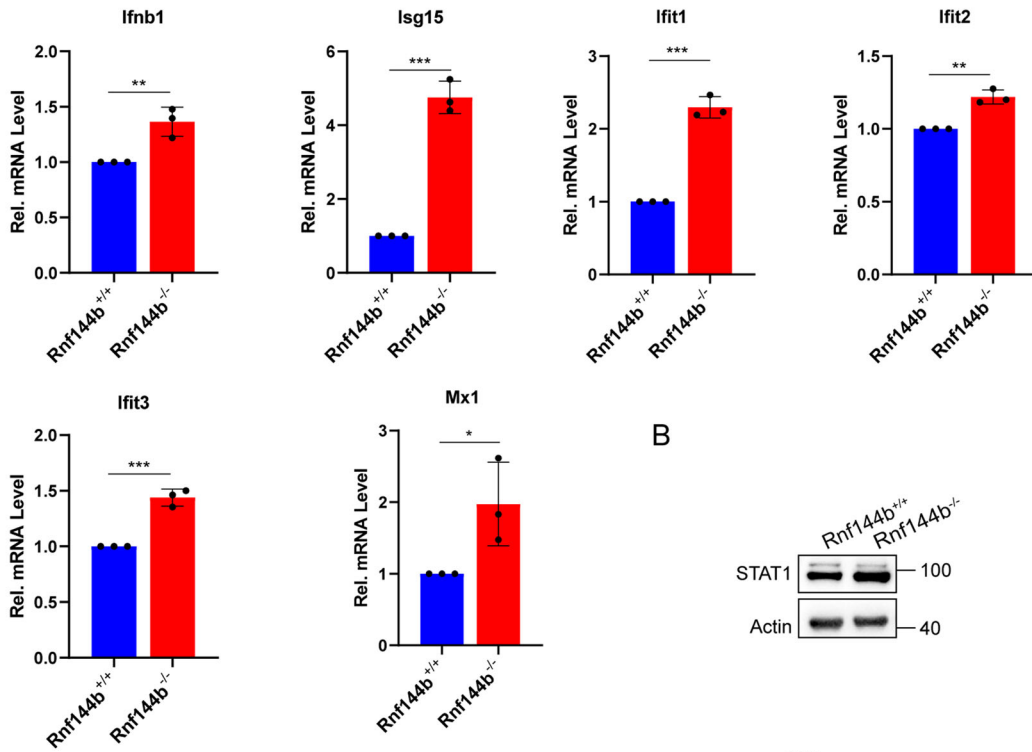 Ifnb1
Rel. mRNA Level
2.0
1.5
1.0
0.5
0.0
**
Rnf144b+/+
Rnf144b-/-
Isg15
Rel. mRNA Level
6
4
2
0
***
Rnf144b+/+
Rnf144b-/-
Ifit1
Rel. mRNA Level
3
2
1
0
***
Rnf144b+/+
Rnf144b-/-
Ifit2
Rel. mRNA Level
1.5
1.0
0.5
0.0
**
Rnf144b+/+
Rnf144b-/-
Ifit3
Rel. mRNA Level
2.0
1.5
1.0
0.5
0.0
***
Rnf144b+/+
Rnf144b-/-
Mx1
Rel. mRNA Level
3
2
1
0
*
Rnf144b+/+
Rnf144b-/-
B
Rnf144b+/+
Rnf144b-/-
STAT1
100
Actin
40